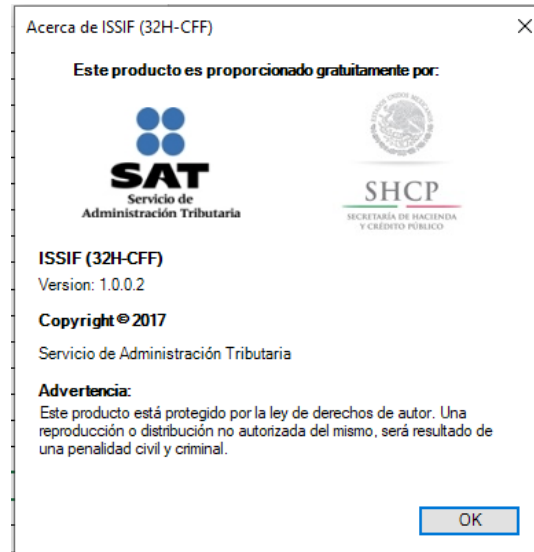 Acerca de ISSIF (32H-CFF)
Este producto es proporcionado gratuitamente por:
SAT
Servicio de
Administración Tributaria
ESTADOS UNIDOS MEXICANOS
SHCP
SECRETARÍA DE HACIENDA
Y CRÉDITO PÚBLICO
ISSIF (32H-CFF)
Version: 1.0.0.2
Copyright © 2017
Servicio de Administración Tributaria
Advertencia:
Este producto está protegido por la ley de derechos de autor. Una
reproducción o distribución no autorizada del mismo, será resultado de
una penalidad civil y criminal.
OK